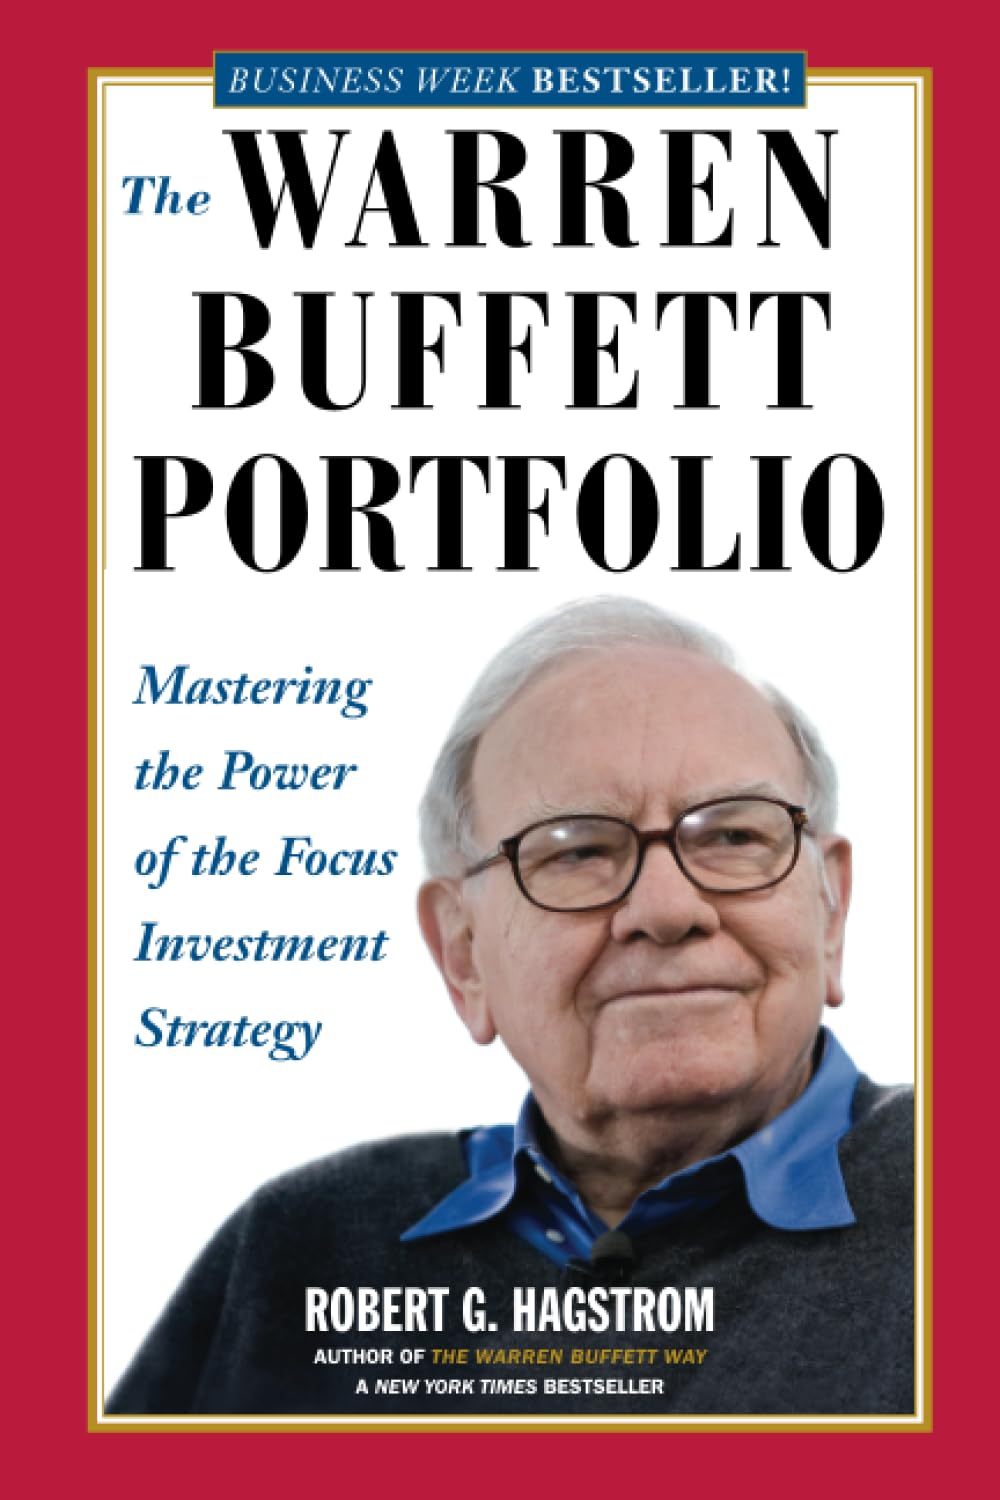 BUSINESS WEEK BESTSELLER!
The WARREN
BUFFETT
PORTFOLIO
Mastering
the Power
of the Focus
Investment
Strategy
ROBERT G. HAGSTROM
AUTHOR OF THE WARREN BUFFETT WAY
A NEW YORK TIMES BESTSELLER